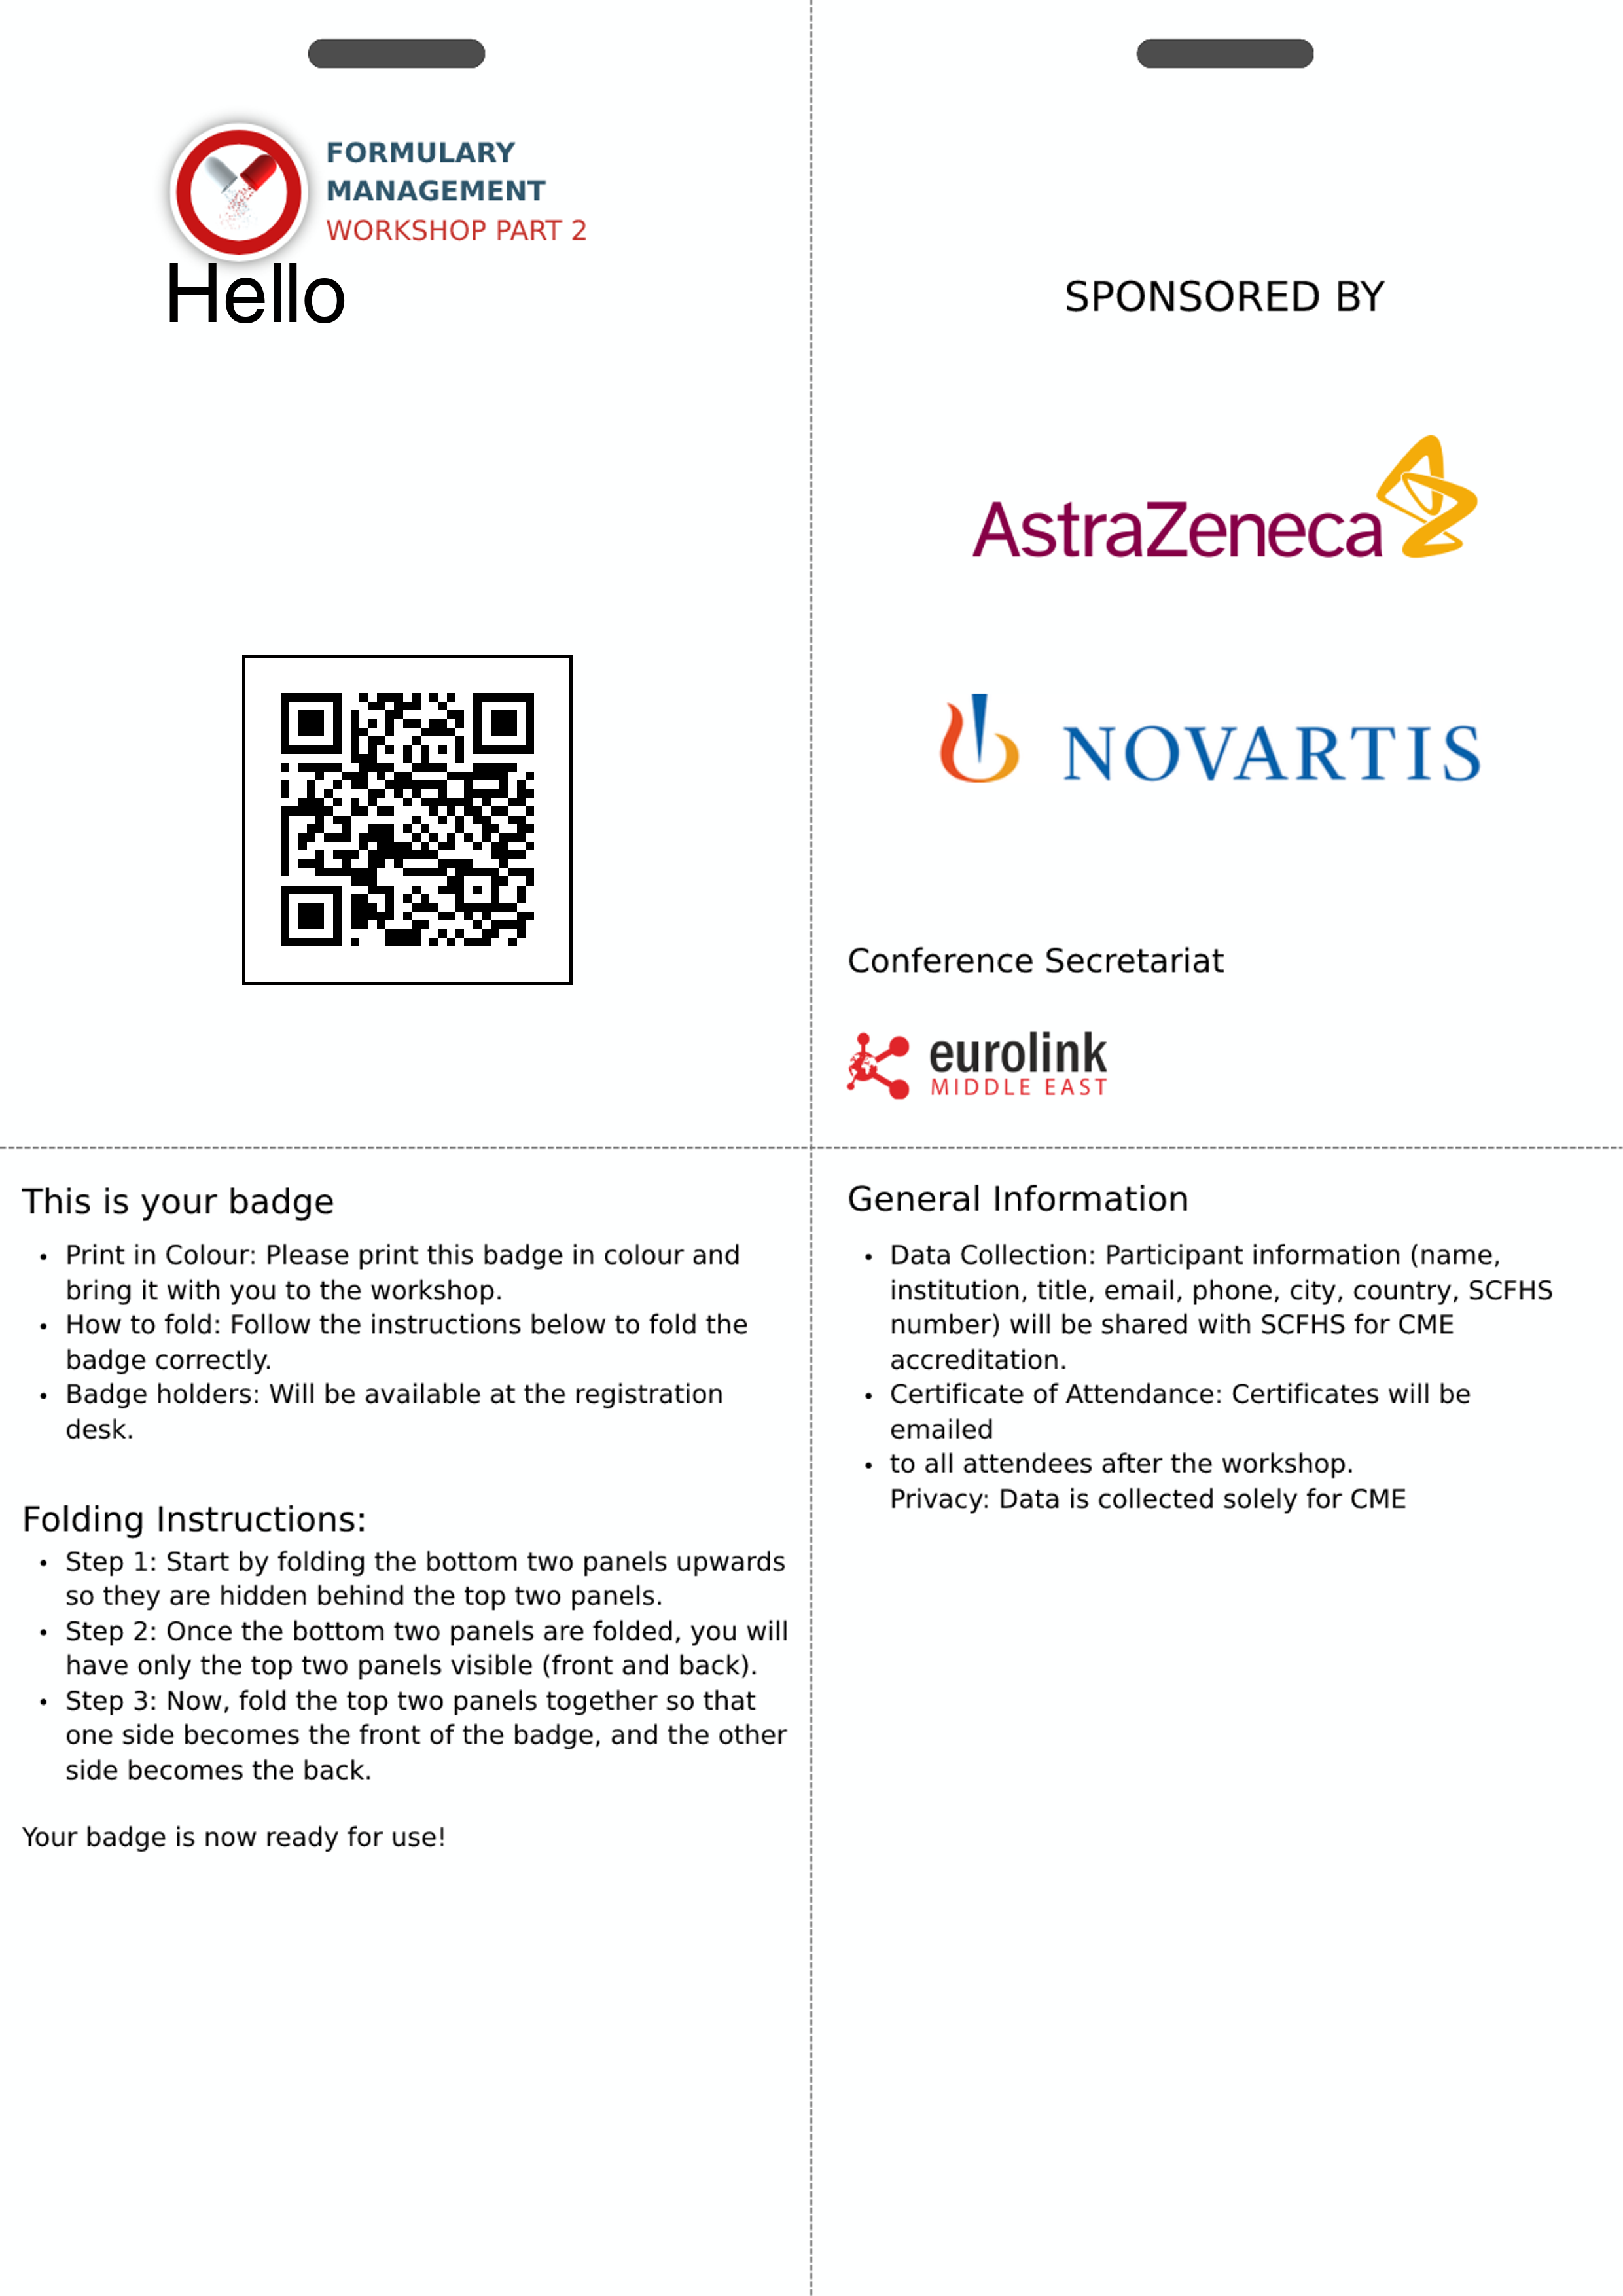 FORMULARY
MANAGEMENT
WORKSHOP PART 2
Hello
SPONSORED BY
AstraZeneca
NOVARTIS
Conference Secretariat
eurolink
MIDDLE EAST
This is your badge
• Print in Colour: Please print this badge in colour and
bring it with you to the workshop.
• How to fold: Follow the instructions below to fold the
badge correctly.
• Badge holders: Will be available at the registration
desk.
Folding Instructions:
• Step 1: Start by folding the bottom two panels upwards
so they are hidden behind the top two panels.
• Step 2: Once the bottom two panels are folded, you will
have only the top two panels visible (front and back).
• Step 3: Now, fold the top two panels together so that
one side becomes the front of the badge, and the other
side becomes the back.
Your badge is now ready for use!
General Information
• Data Collection: Participant information (name,
institution, title, email, phone, city, country, SCFHS
number) will be shared with SCFHS for CME
accreditation.
• Certificate of Attendance: Certificates will be
emailed
• to all attendees after the workshop.
Privacy: Data is collected solely for CME